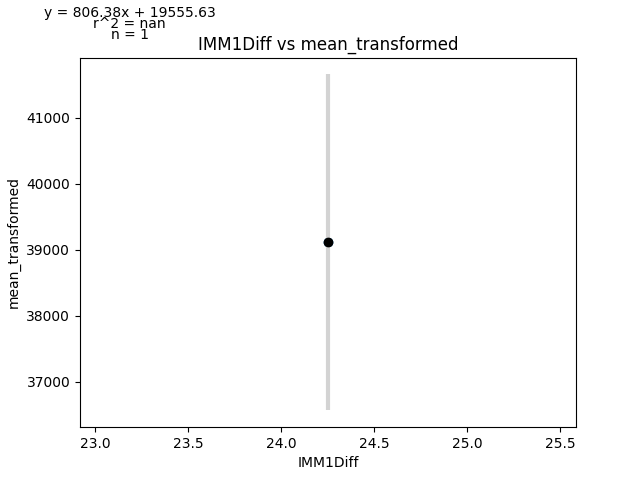 y = 806.38x + 19555.63
r^2 = nan
n = 1
IMM1Diff vs mean_transformed
mean_transformed
41000
40000
39000
38000
37000
23.0 23.5 24.0 24.5 25.0 25.5
IMM1Diff